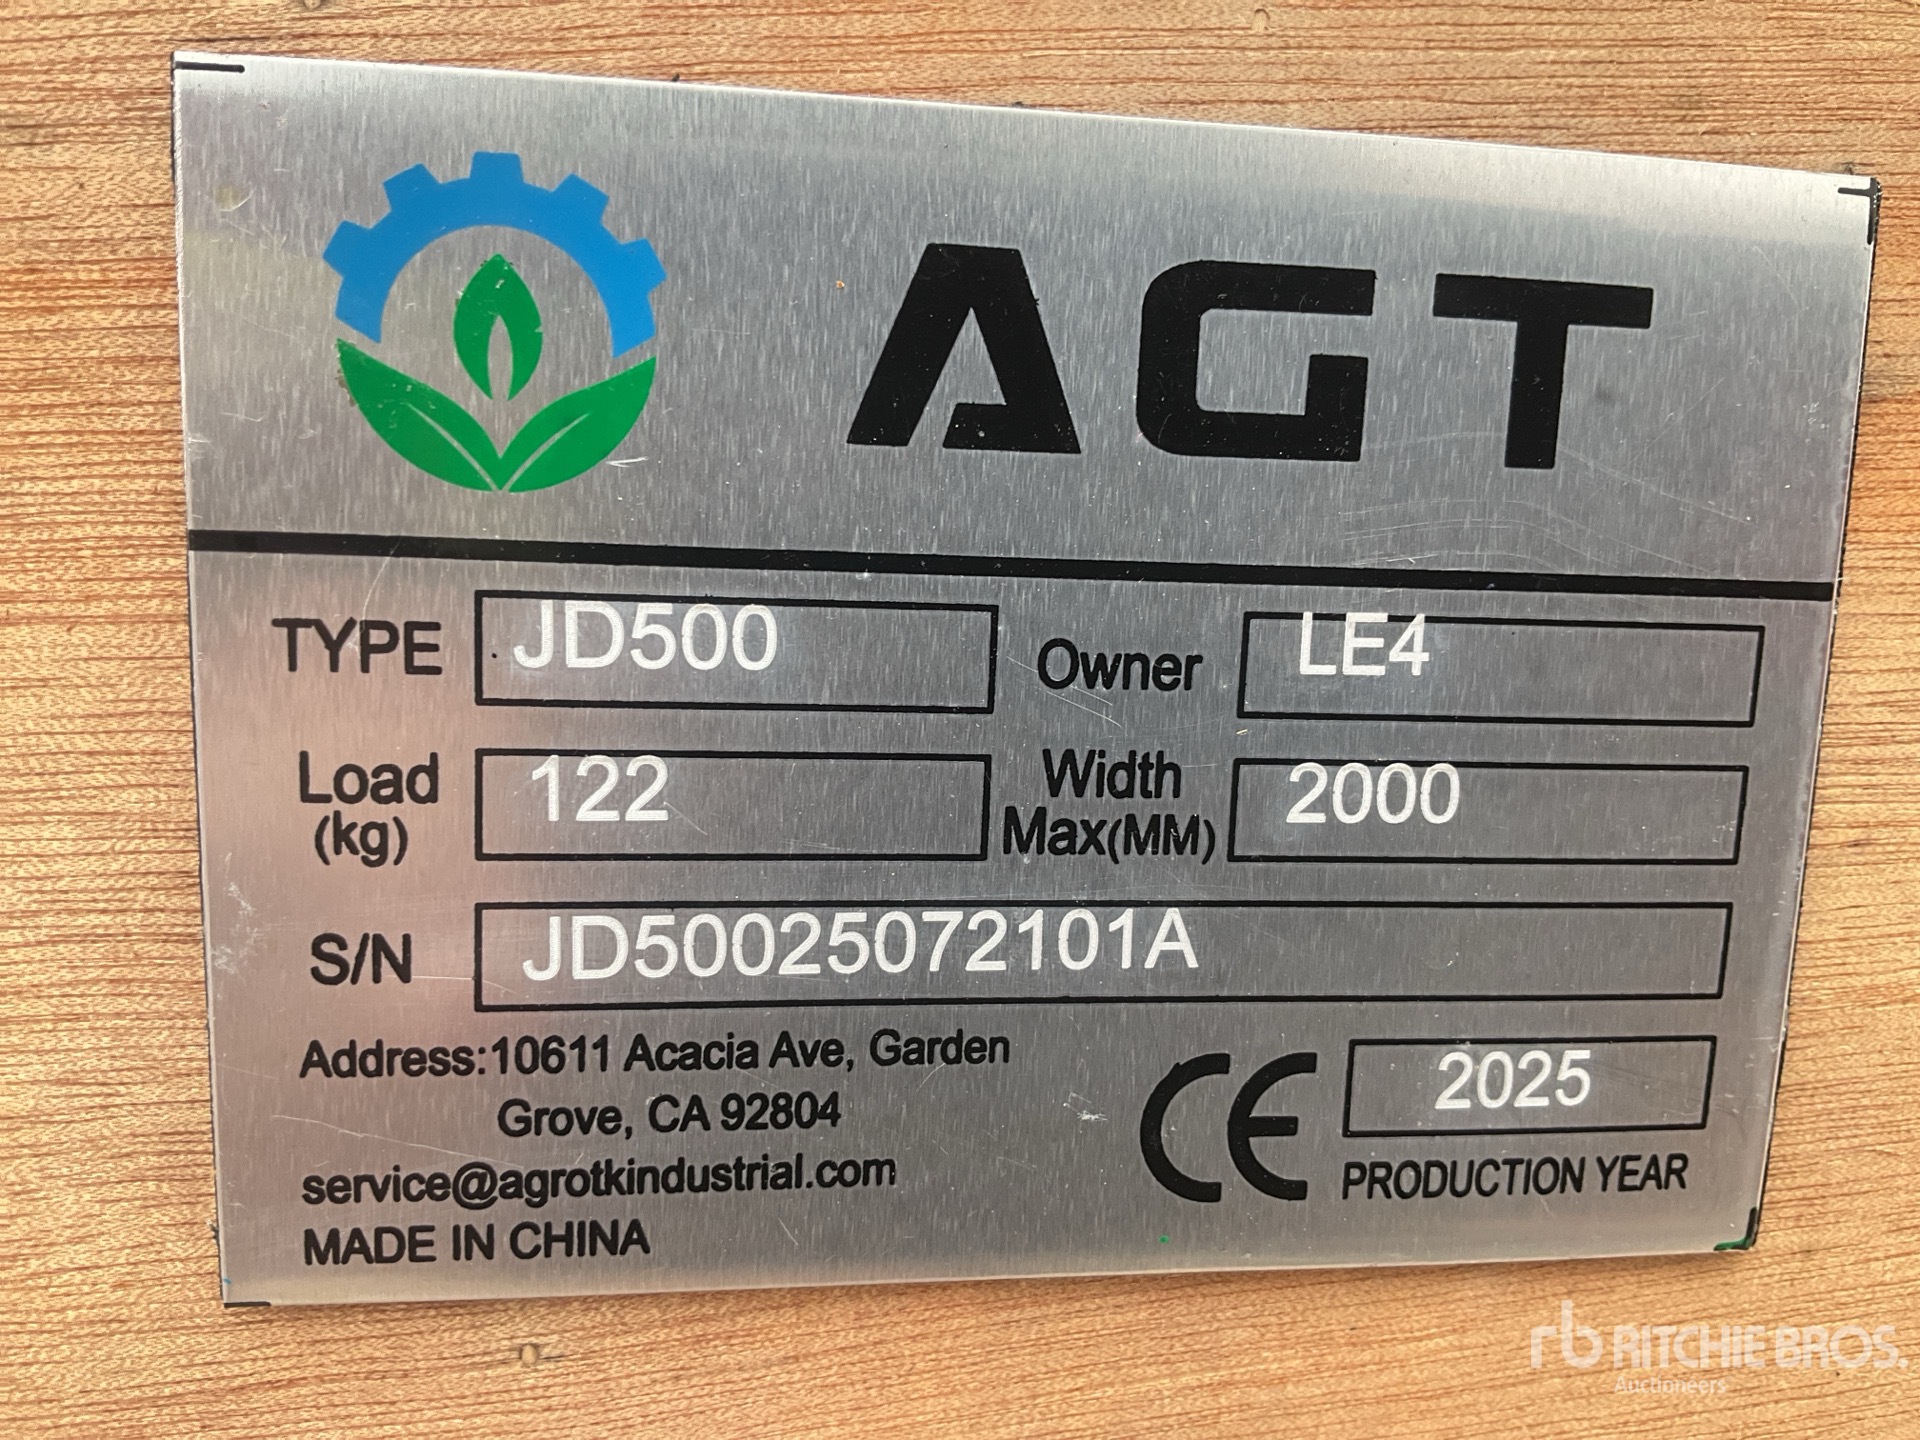 AGT
TYPE JD500 Owner LE4
Load (kg) 122 Width Max(MM) 2000
S/N JD50025072101A
Address:10611 Acacia Ave, Garden
Grove, CA 92804
service@agrotkindustrial.com
MADE IN CHINA
CE 2025
PRODUCTION YEAR
rb RITCHIE BROS.
Auctioneers